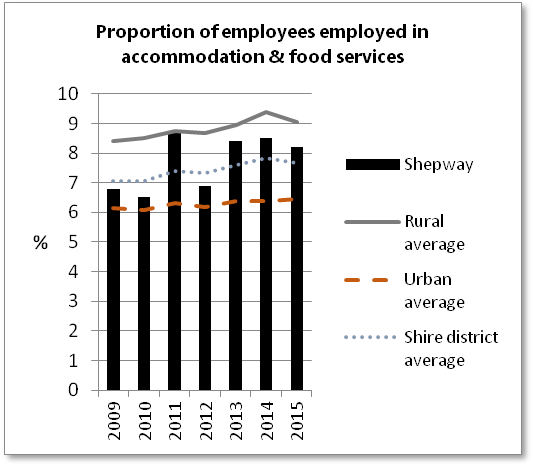 Proportion of employees employed in
accommodation & food services
10
9
8
7
6
5
4
3
2
1
0
%
2009
2010
2011
2012
2013
2014
2015
Shepway
Rural
average
Urban
average
Shire district
average